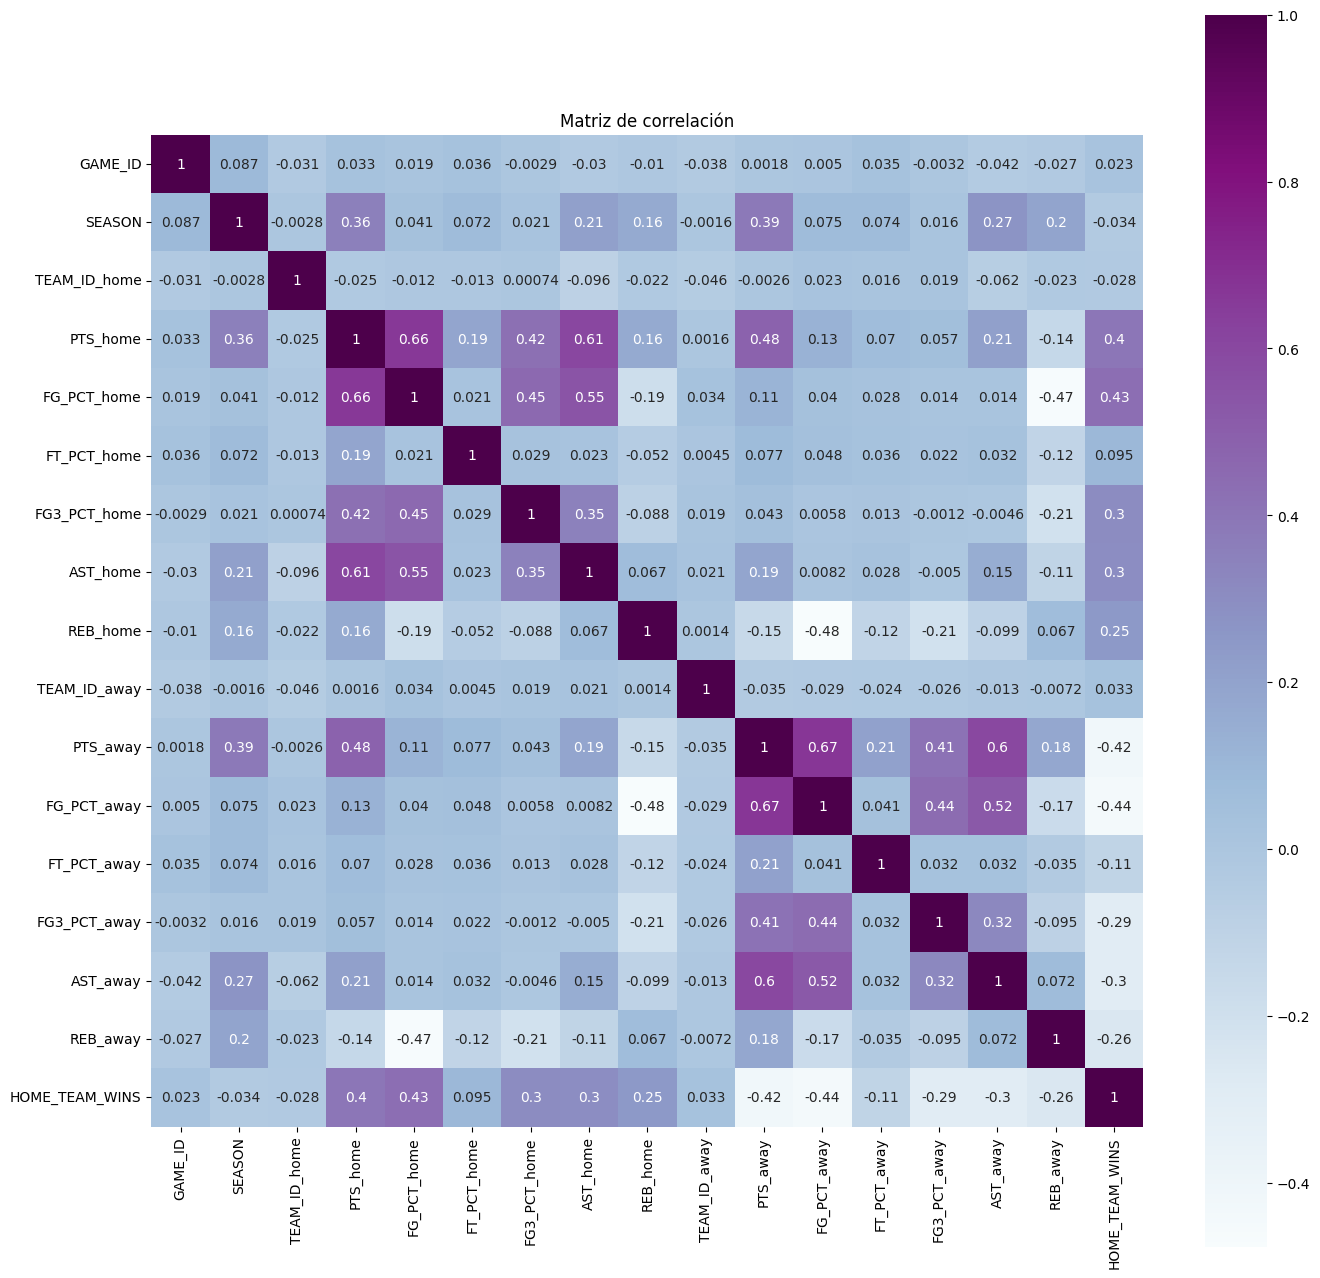 Matriz de correlación
GAME_ID 1 0.087 -0.031 0.033 0.019 0.036 -0.0029 -0.03 -0.01 -0.038 0.0018 0.005 0.035 -0.0032 -0.042 -0.027 0.023
SEASON 0.087 1 -0.0028 0.36 0.041 0.072 0.021 0.21 0.16 -0.0016 0.39 0.075 0.074 0.016 0.27 0.2 -0.034
TEAM_ID_home -0.031 -0.0028 1 -0.025 -0.012 -0.013 0.00074 -0.096 -0.022 -0.046 -0.0026 0.023 0.016 0.019 -0.062 -0.023 -0.028
PTS_home 0.033 0.36 -0.025 1 0.66 0.19 0.42 0.61 0.16 0.0016 0.48 0.13 0.07 0.057 0.21 -0.14 0.4
FG_PCT_home 0.019 0.041 -0.012 0.66 1 0.021 0.45 0.55 -0.19 0.034 0.11 0.04 0.028 0.014 0.014 -0.47 0.43
FT_PCT_home 0.036 0.072 -0.013 0.19 0.021 1 0.029 0.023 -0.052 0.0045 0.077 0.048 0.036 0.022 0.032 -0.12 0.095
FG3_PCT_home -0.0029 0.021 0.00074 0.42 0.45 0.029 1 0.35 -0.088 0.019 0.043 0.0058 0.013 -0.0012 -0.0046 -0.21 0.3
AST_home -0.03 0.21 -0.096 0.61 0.55 0.023 0.35 1 0.067 0.021 0.19 0.0082 0.028 -0.005 0.15 -0.11 0.3
REB_home -0.01 0.16 -0.022 0.16 -0.19 -0.052 -0.088 0.067 1 0.0014 -0.15 -0.48 -0.12 -0.21 -0.099 0.067 0.25
TEAM_ID_away -0.038 -0.0016 -0.046 0.0016 0.034 0.0045 0.019 0.021 0.0014 1 -0.035 -0.029 -0.024 -0.026 -0.013 -0.0072 0.033
PTS_away 0.0018 0.39 -0.0026 0.48 0.11 0.077 0.043 0.19 -0.15 -0.035 1 0.67 0.21 0.41 0.6 0.18 -0.42
FG_PCT_away 0.005 0.075 0.023 0.13 0.04 0.048 0.0058 0.0082 -0.48 -0.029 0.67 1 0.041 0.44 0.52 -0.17 -0.44
FT_PCT_away 0.035 0.074 0.016 0.07 0.028 0.036 0.013 0.028 -0.12 -0.024 0.21 0.041 1 0.032 0.032 -0.035 -0.11
FG3_PCT_away -0.0032 0.016 0.019 0.057 0.014 0.022 -0.0012 -0.005 -0.21 -0.026 0.41 0.44 0.032 1 0.32 -0.095 -0.29
AST_away -0.042 0.27 -0.062 0.21 0.014 0.032 -0.0046 0.15 -0.099 -0.013 0.6 0.52 0.032 0.32 1 0.072 -0.3
REB_away -0.027 0.2 -0.023 -0.14 -0.47 -0.12 -0.21 -0.11 0.067 -0.0072 0.18 -0.17 -0.035 -0.095 0.072 1 -0.26
HOME_TEAM_WINS 0.023 -0.034 -0.028 0.4 0.43 0.095 0.3 0.3 0.25 0.033 -0.42 -0.44 -0.11 -0.29 -0.3 -0.26 1
GAME_ID
SEASON
TEAM_ID_home
PTS_home
FG_PCT_home
FT_PCT_home
FG3_PCT_home
AST_home
REB_home
TEAM_ID_away
PTS_away
FG_PCT_away
FT_PCT_away
FG3_PCT_away
AST_away
REB_away
HOME_TEAM_WINS
1.0
0.8
0.6
0.4
0.2
0.0
−0.2
−0.4